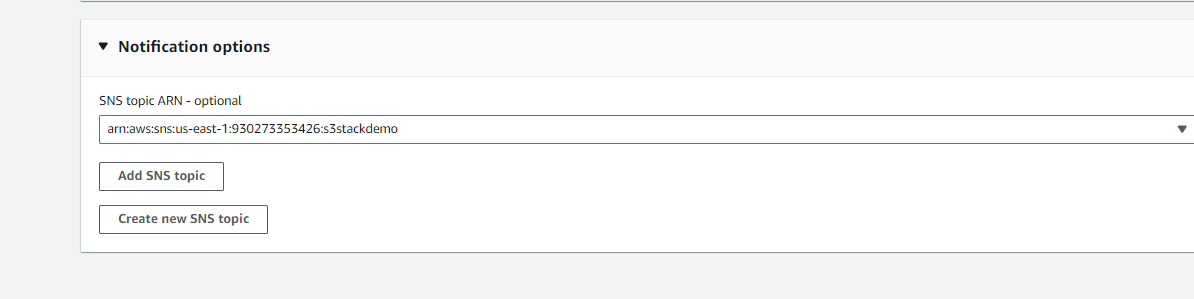 Notification options
SNS topic ARN - optional
arn:aws:sns:us-east-1:930273353426:s3stackdemo
Add SNS topic
Create new SNS topic